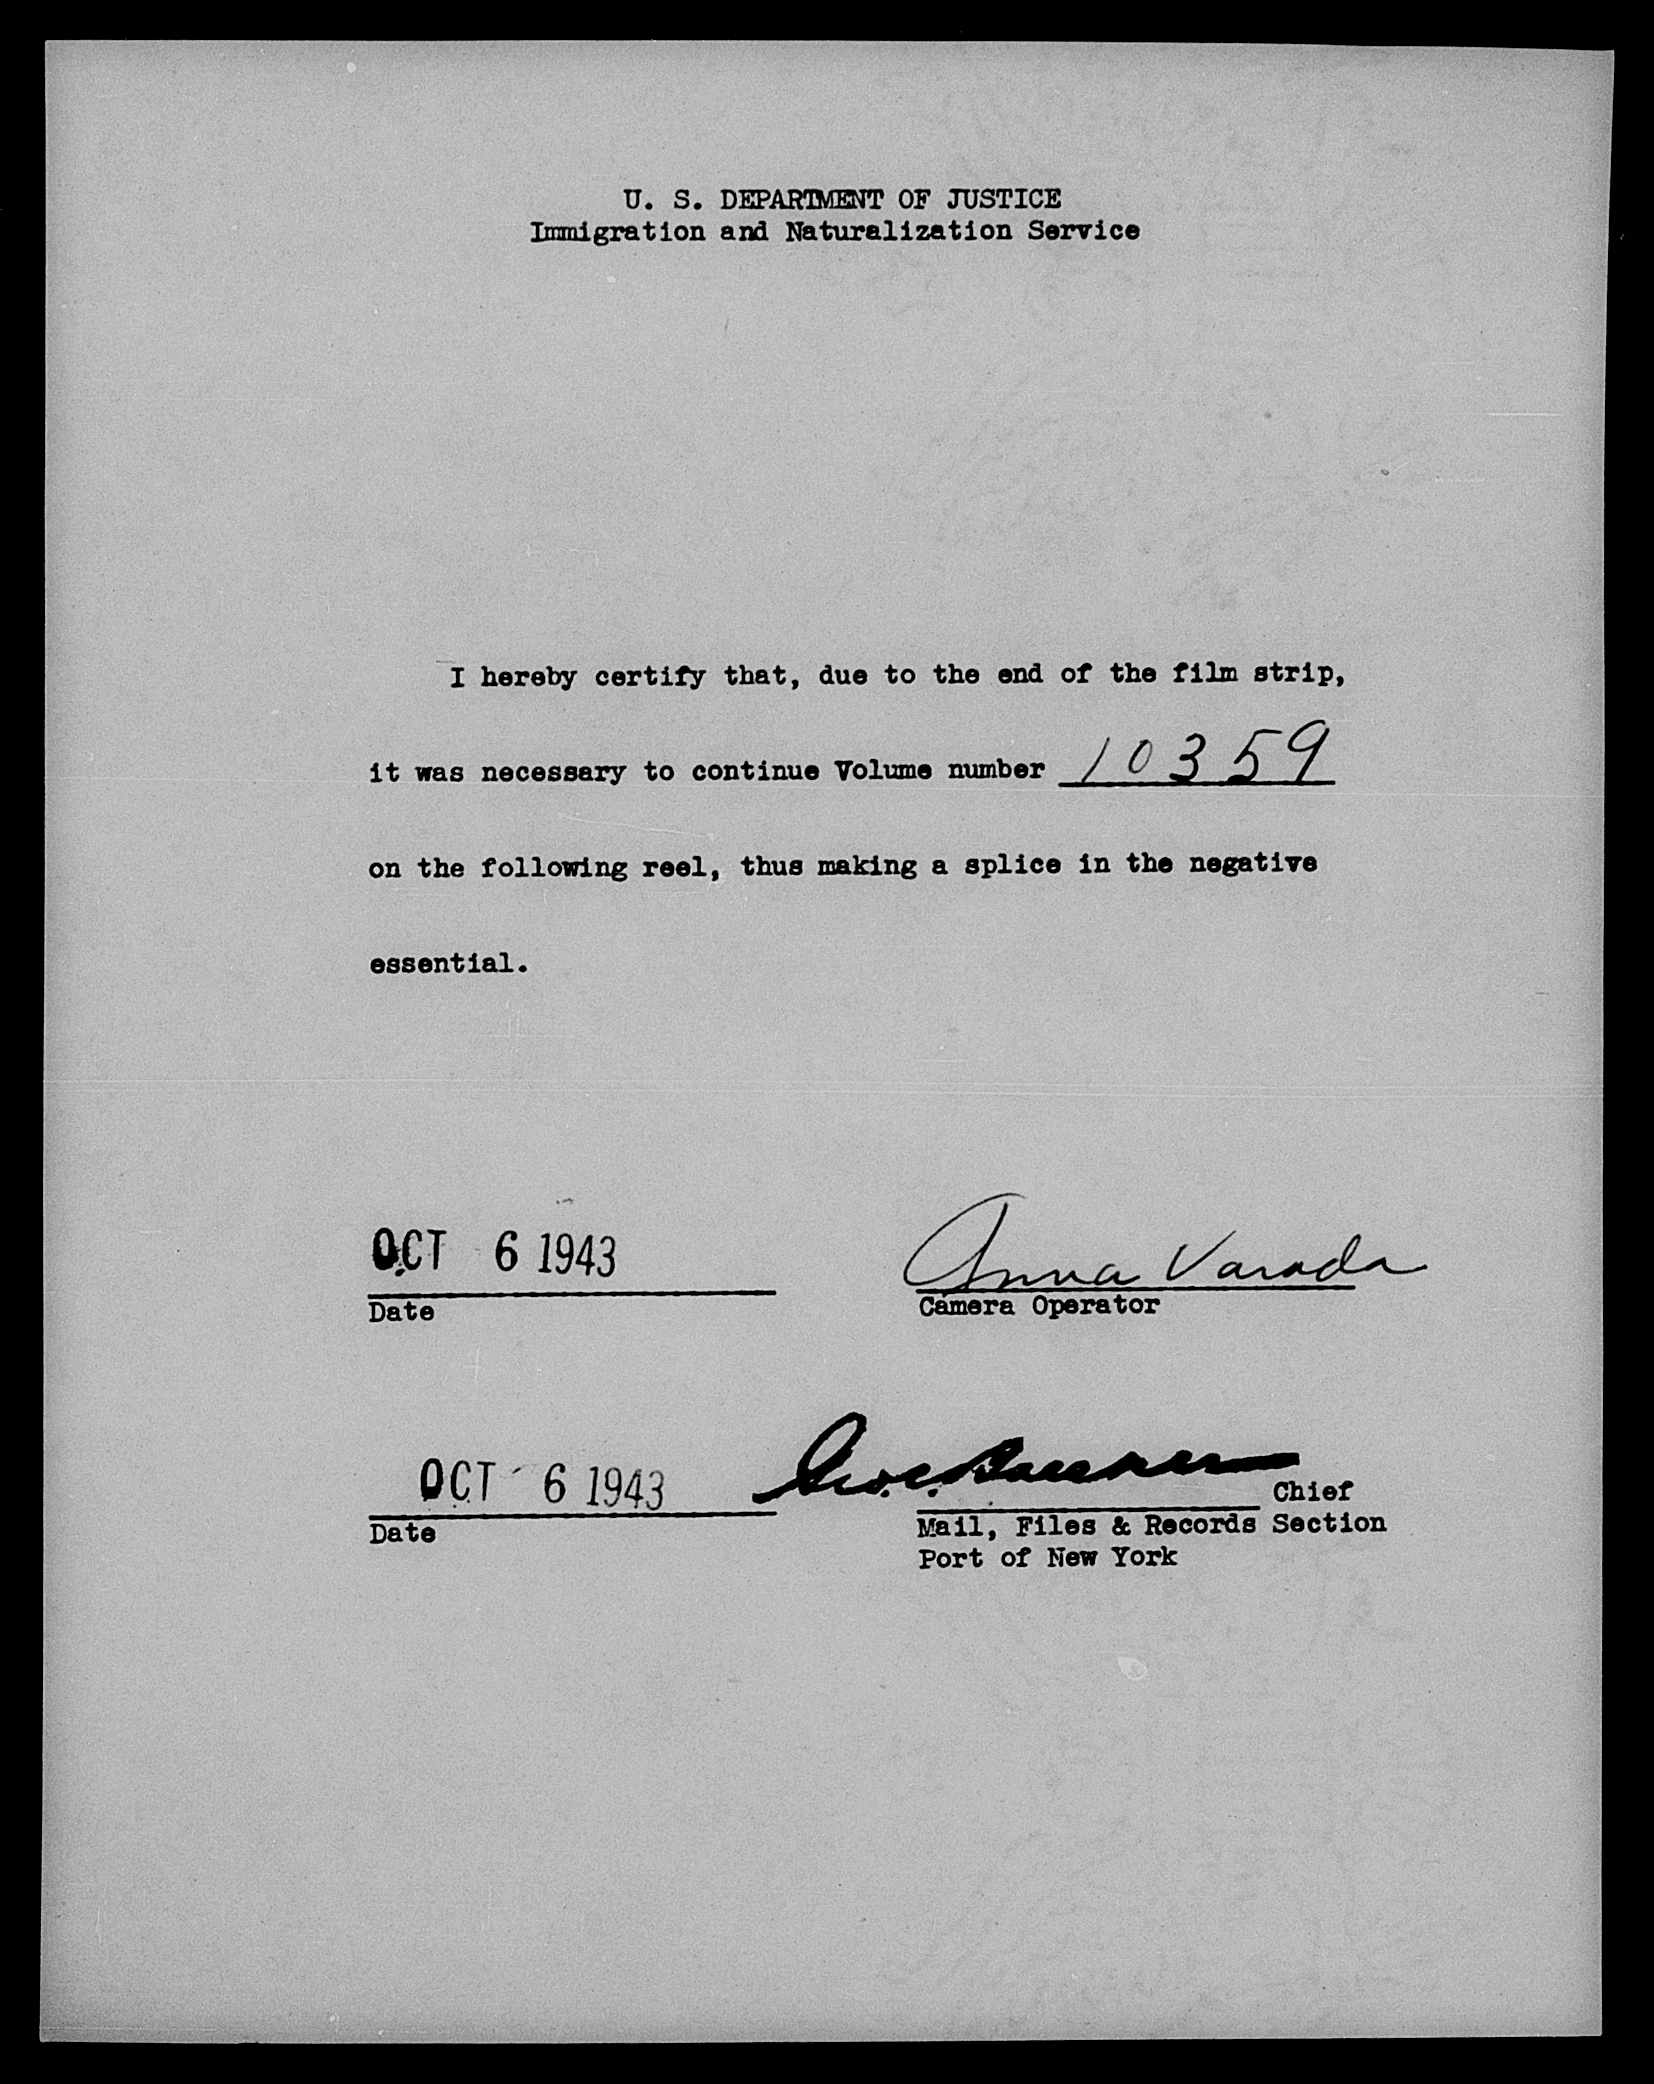 U. S. DEPARTMENT OF JUSTICE
Immigration and Naturalization Service
I hereby certify that, due to the end of the film strip,
it was necessary to continue Volume number 10359
on the following reel, thus making a splice in the negative
essential.
OCT 6 1943
Anna Varada
Date
Camera Operator
OCT 6 1943
Chief
Date
Mail, Files & Records Section
Port of New York